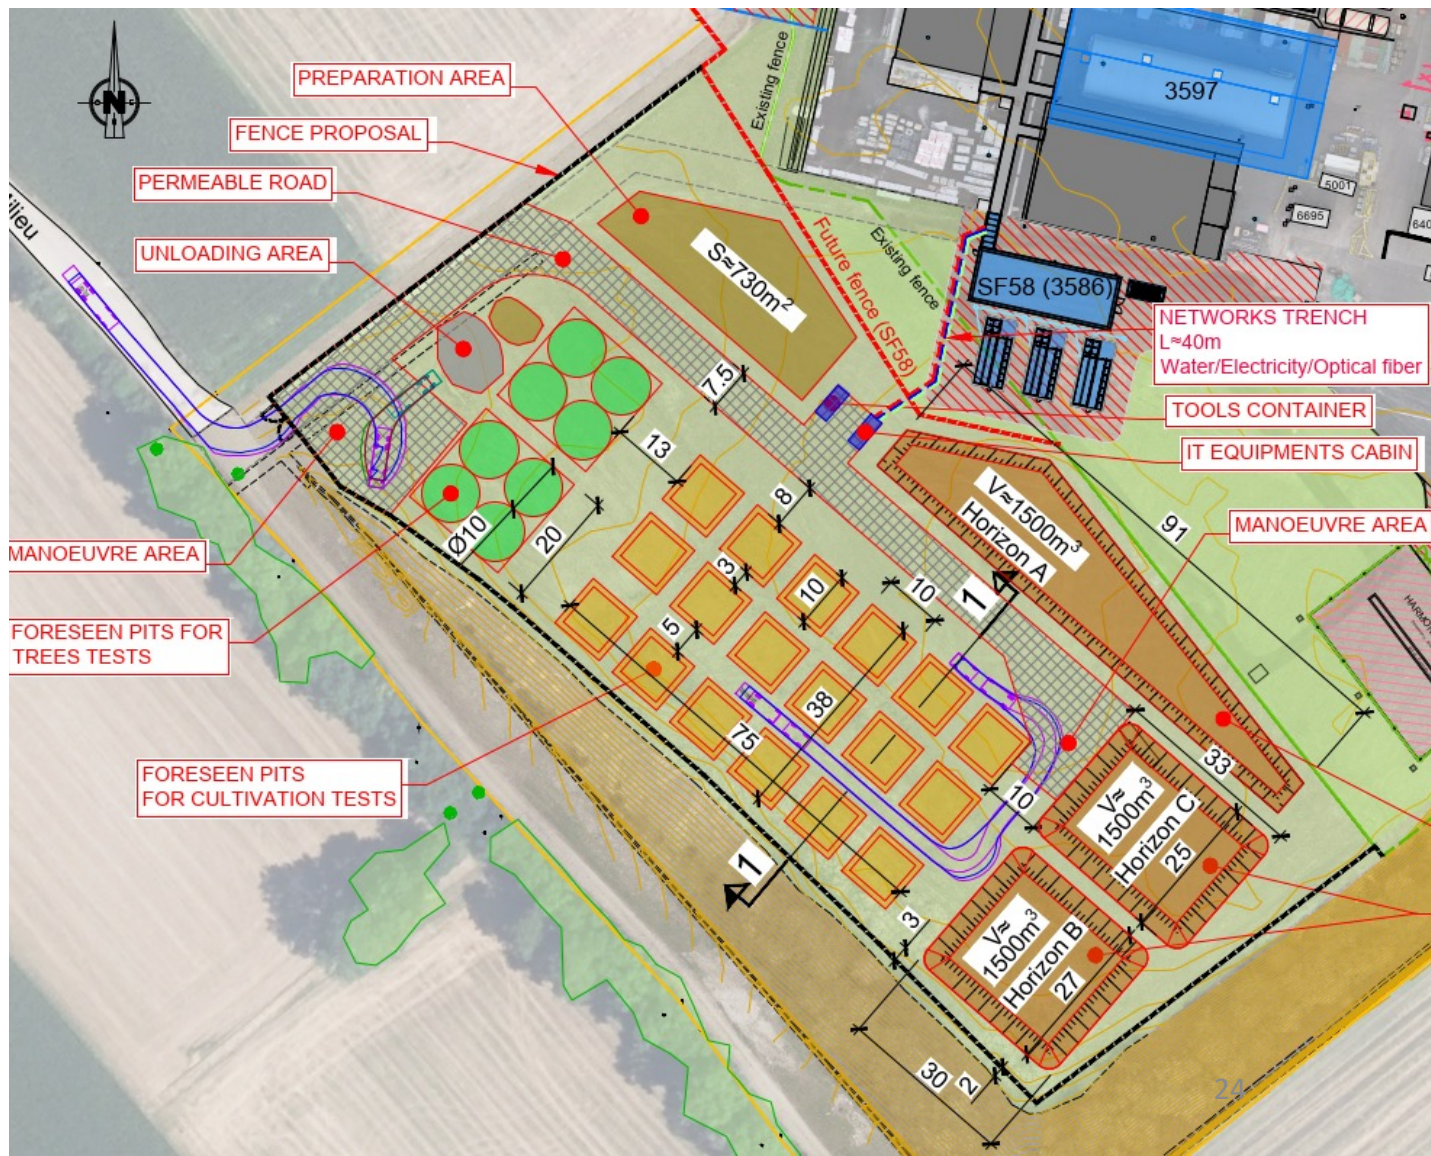 N
PREPARATION AREA
FENCE PROPOSAL
PERMEABLE ROAD
UNLOADING AREA
Existing fence
3597
5001
6695
S≈730m²
Future fence (SF58)
Existing fence
SF58 (3586)
NETWORKS TRENCH
L≈40m
Water/Electricity/Optical fiber
TOOLS CONTAINER
IT EQUIPMENTS CABIN
7.5
13
8
Ø10
20
3
10
5
10
1
V≈1500m³
Horizon A
91
MANOEUVRE AREA
MANOEUVRE AREA
FORESEEN PITS FOR
TREES TESTS
38
75
33
10
FORESEEN PITS
FOR CULTIVATION TESTS
V≈
1500m³
Horizon C
25
1
3
V≈
1500m³
Horizon B
27
30
2
24